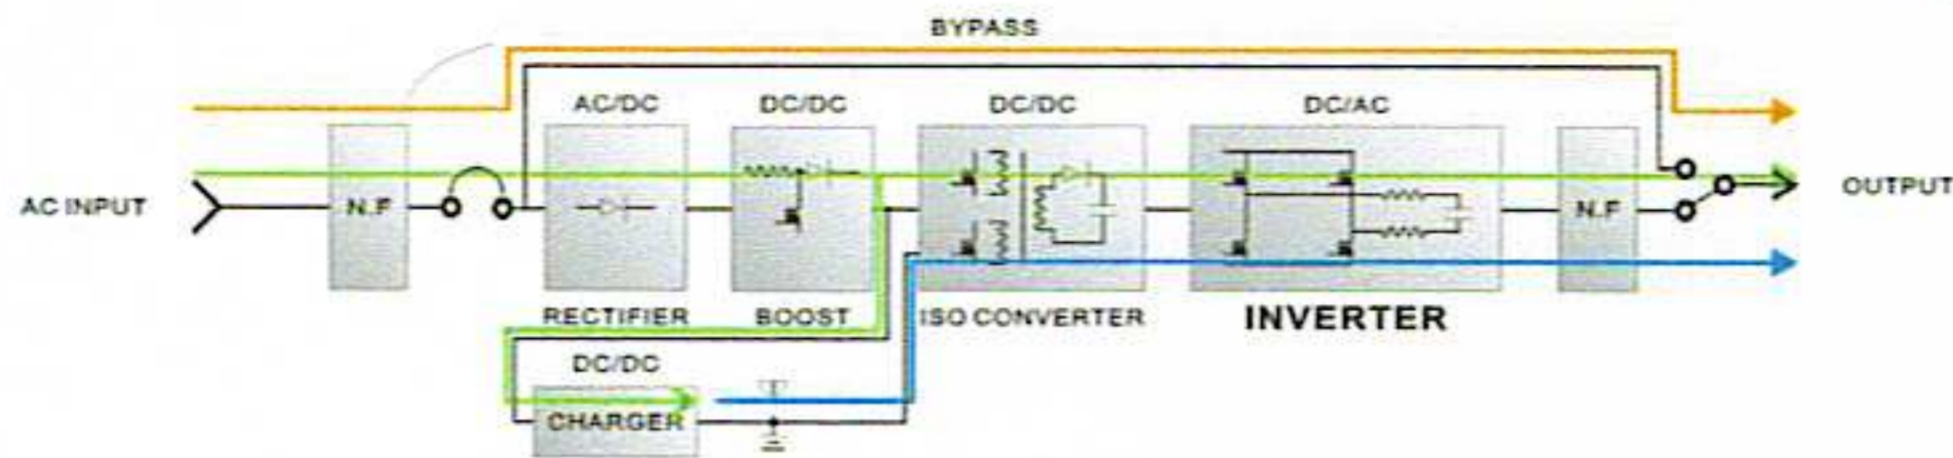 BYPASS
AC/DC
DC/DC
DC/DC
DC/AC
AC INPUT
N.F
N.F
OUTPUT
RECTIFIER
BOOST
ISO CONVERTER
INVERTER
DC/DC
CHARGER